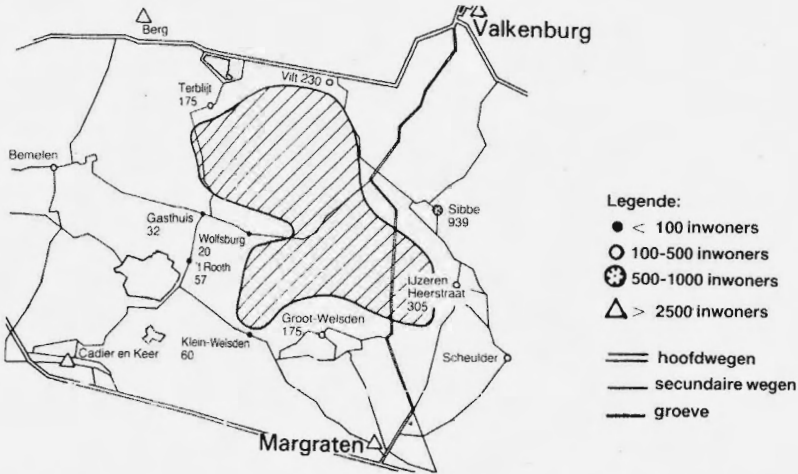 Berg
Valkenburg
Terblijt
175
Vilt 230
Bemelen
Sibbe
939
Gasthuis
32
Wolfsburg
20
't Rooth
57
IJzeren
Heerstraat
305
Groot-Welsden
175
Klein-Welsden
60
Cadier en Keer
Scheulder
Margraten
Legende:
< 100 inwoners
100-500 inwoners
500-1000 inwoners
> 2500 inwoners
hoofdwegen
secundaire wegen
groeve